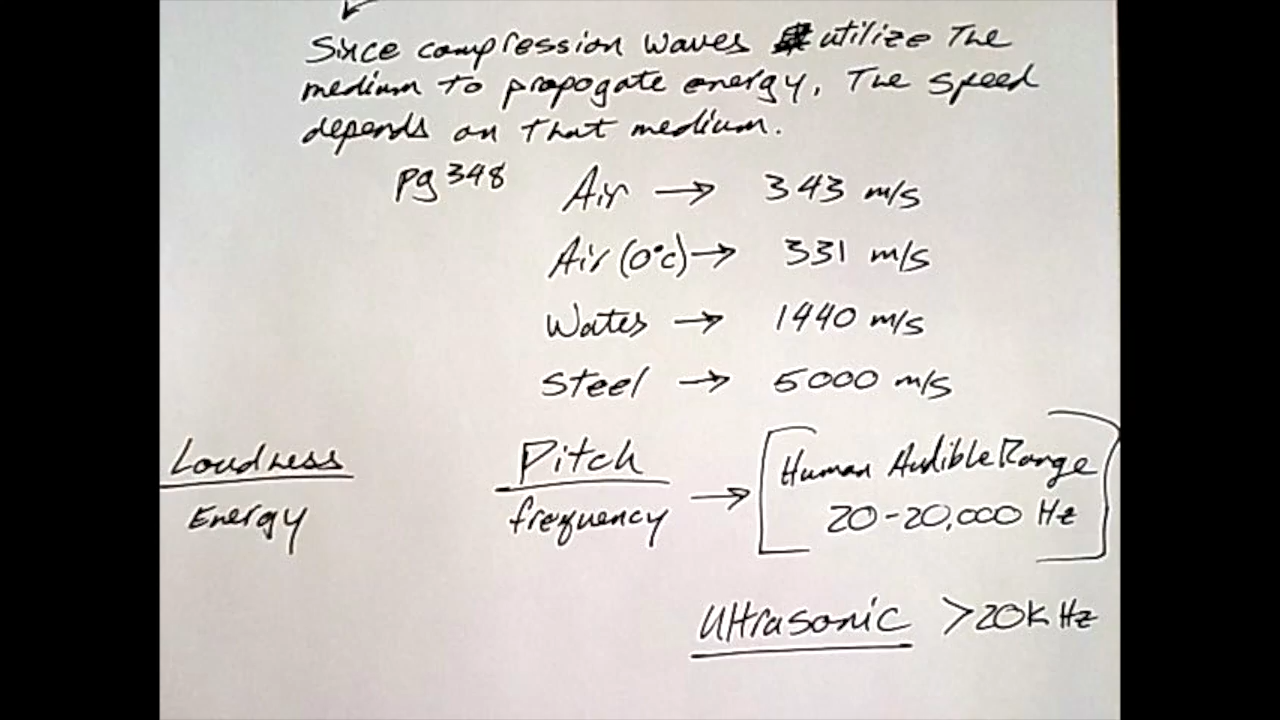 Since compression waves utilize The
medium to propogate energy, The speed
depends on that medium.
pg 348
Air → 343 m/s
Air (0°c) → 331 m/s
Water → 1440 m/s
Steel → 5000 m/s
Loudness
Energy
Pitch
frequency →
Human Audible Range
20-20,000 Hz
Ultrasonic >20K Hz